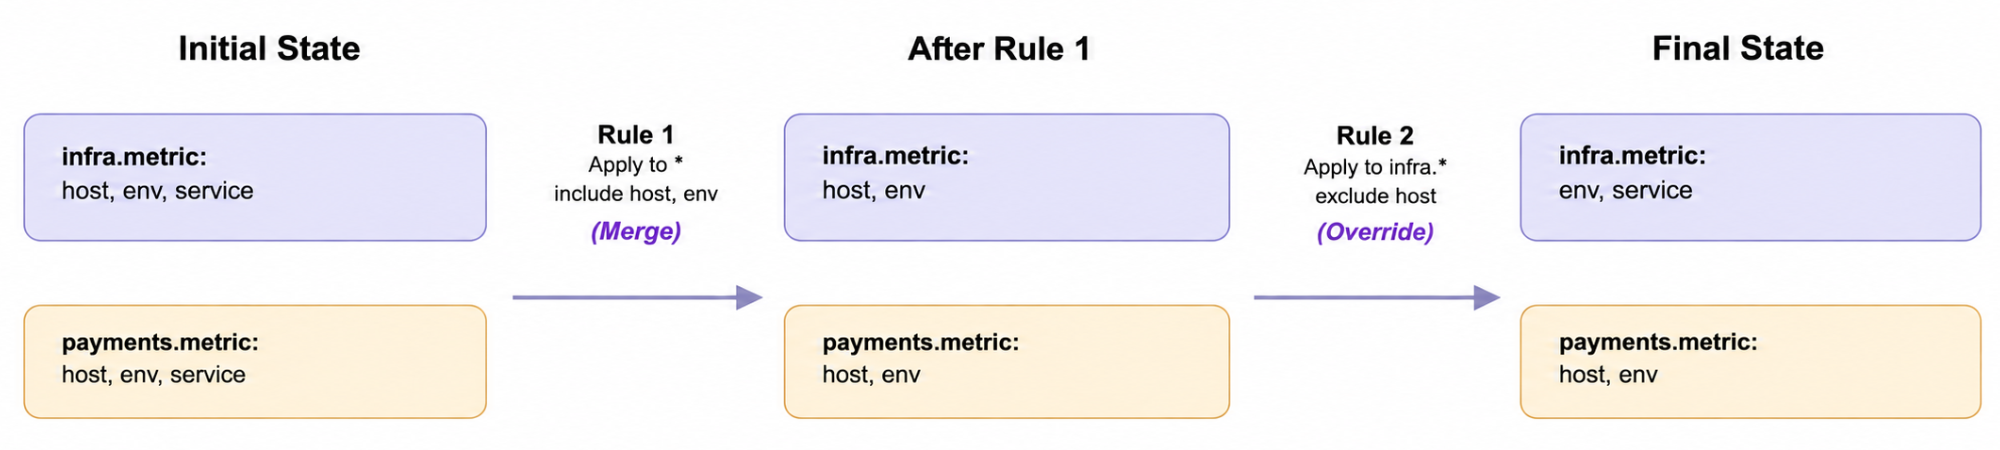 Initial State
infra.metric:
host, env, service
payments.metric:
host, env, service
Rule 1
Apply to *
include host, env
(Merge)
After Rule 1
infra.metric:
host, env
payments.metric:
host, env
Rule 2
Apply to infra.*
exclude host
(Override)
Final State
infra.metric:
env, service
payments.metric:
host, env